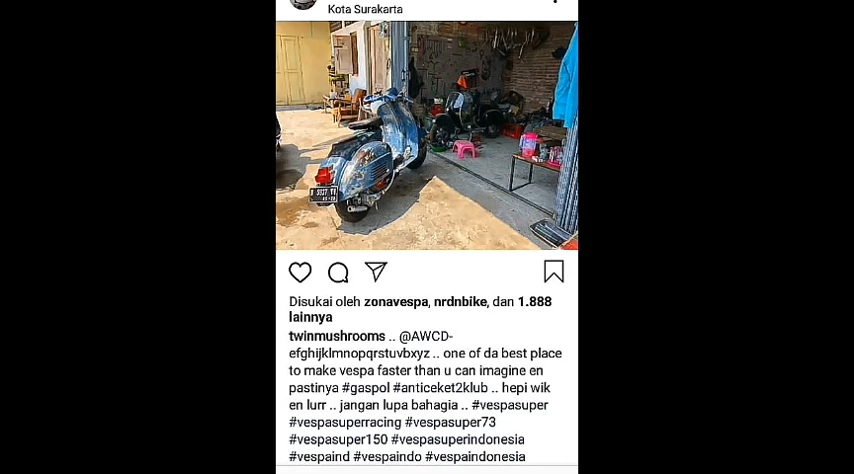 Kota Surakarta
Disukai oleh zonavespa, nrdnbike, dan 1.888
lainnya
twinmushrooms .. @AWCD-
efghijklmnopqrstuvbxyz .. one of da best place
to make vespa faster than u can imagine en
pastinya #gaspol #anticeket2klub .. hepi wik
en lurr .. jangan lupa bahagia .. #vespasuper
#vespasuperracing #vespasuper73
#vespasuper150 #vespasuperindonesia
#vespaind #vespaindo #vespaindonesia